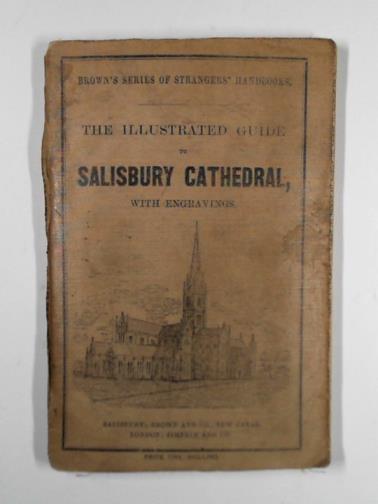 BROWN'S SERIES OF STRANGERS' HANDBOOKS.
THE ILLUSTRATED GUIDE
TO
SALISBURY CATHEDRAL,
WITH ENGRAVINGS.
SALISBURY: BROWN AND CO., NEW CANAL.
LONDON: SIMPKIN AND CO.
PRICE ONE SHILLING